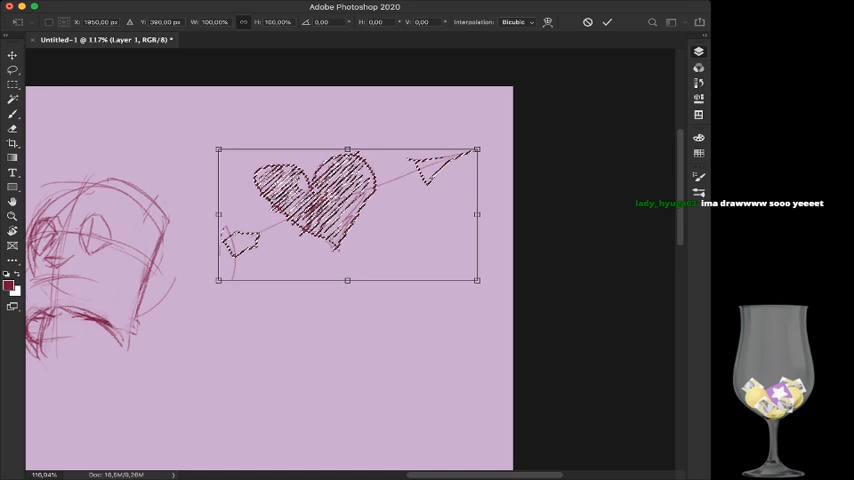 Adobe Photoshop 2020
X: 1950,00 px
Y: 390,00 px
W: 100,00%
H: 100,00%
0,00 °
H: 0,00 °
V: 0,00 °
Interpolation: Bicubic
Untitled-1 @ 117% (Layer 1, RGB/8) *
T
ima drawwww sooo yeeeet
116,94%
Doc: 16,5M/9,26M